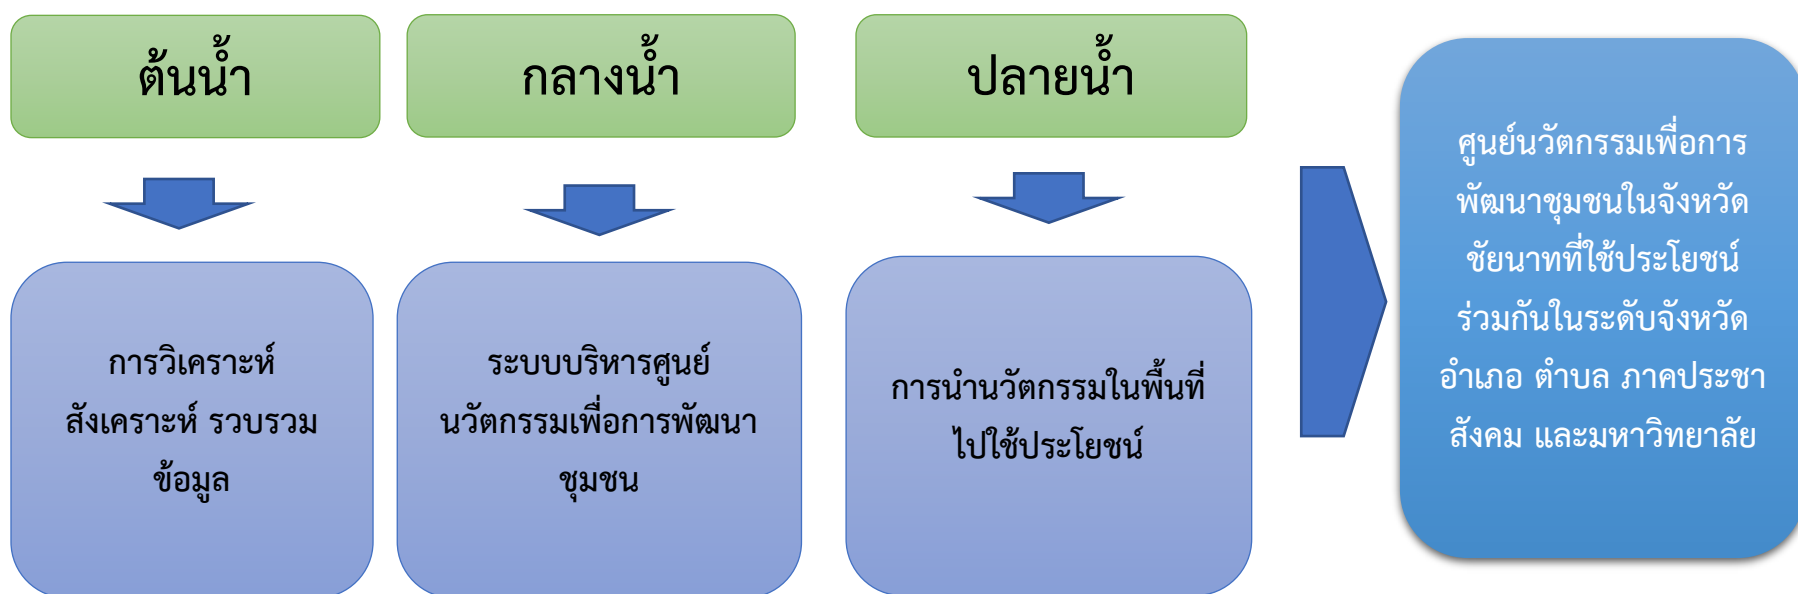 ต้นน้ำ
กลางน้ำ
ปลายน้ำ
การวิเคราะห์
สังเคราะห์ รวบรวม
ข้อมูล
ระบบบริหารศูนย์
นวัตกรรมเพื่อการพัฒนา
ชุมชน
การนำนวัตกรรมในพื้นที่
ไปใช้ประโยชน์
ศูนย์นวัตกรรมเพื่อการ
พัฒนาชุมชนในจังหวัด
ชัยนาทที่ใช้ประโยชน์
ร่วมกันในระดับจังหวัด
อำเภอ ตำบล ภาคประชา
สังคม และมหาวิทยาลัย